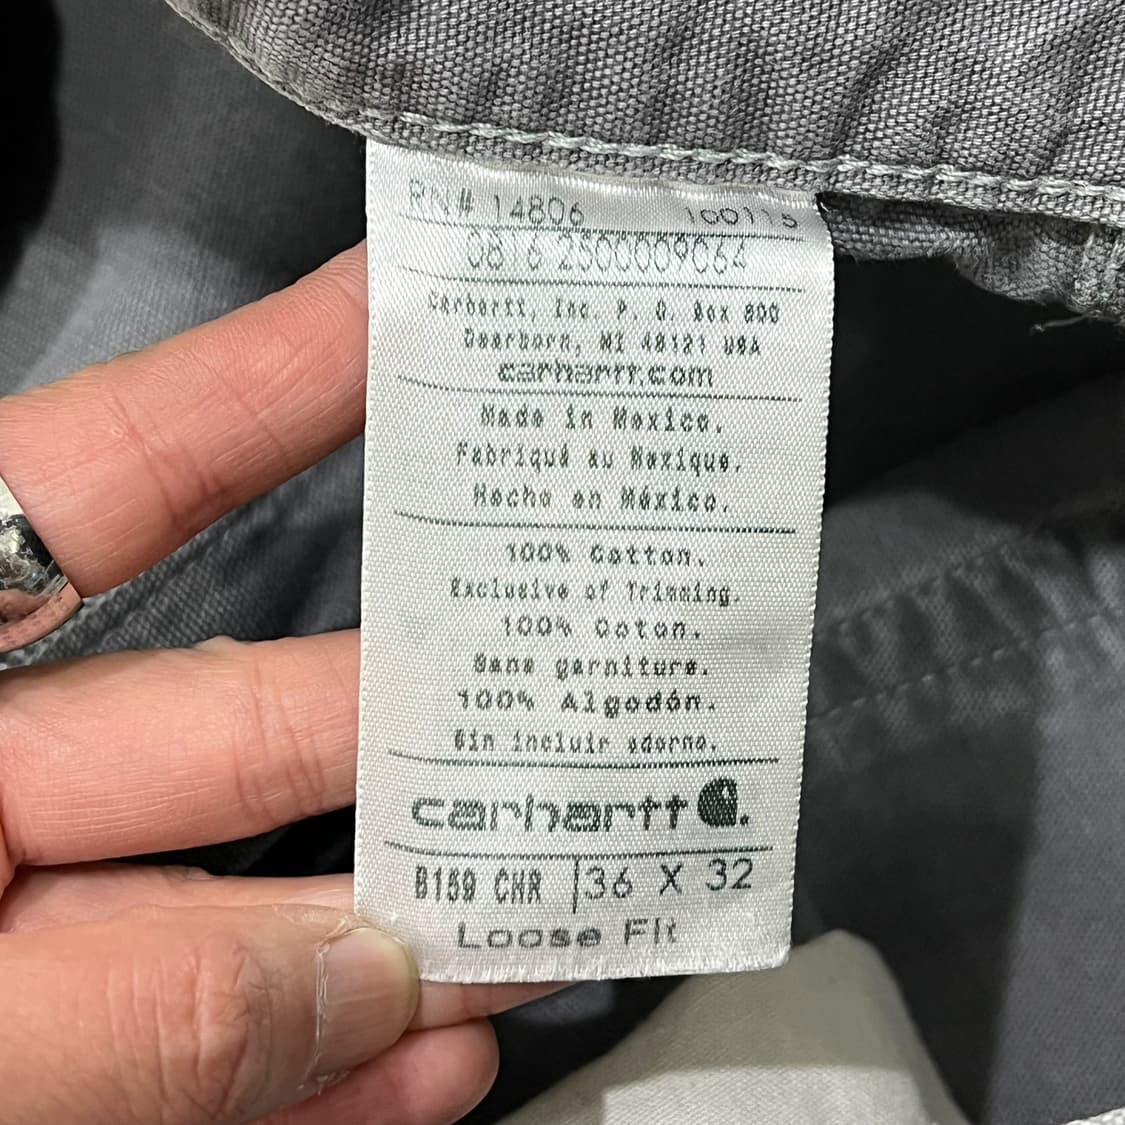 RN# 14806 100115
08 6 2500009064
Carhartt, Inc. P. O. Box 600
Dearborn, MI 48121 USA
carhartt.com
Made in Mexico.
Fabriqué au Mexique.
Hecho en México.
100% Cotton.
Exclusive of Trimming.
100% Coton.
Sans garniture.
100% Algodón.
Sin incluir adorno.
carhartt
B159 CHR 36 X 32
Loose Fit